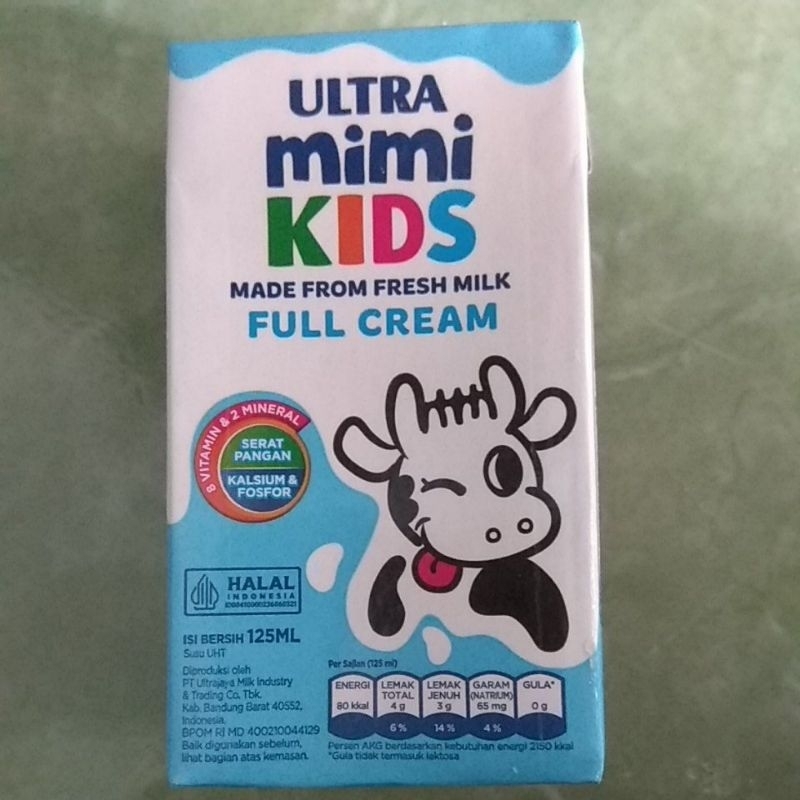 ULTRA
mimi
KIDS
MADE FROM FRESH MILK
FULL CREAM
8 VITAMIN & 2 MINERAL
SERAT
PANGAN
KALSIUM &
FOSFOR
HALAL
INDONESIA
ISI BERSIH 125ML
Susu UHT
Diproduksi oleh
PT Ultrajaya Milk Industry
& Trading Co. Tbk.
Kab. Bandung Barat 40552,
Indonesia.
BPOM RI MD 400210044129
Baik digunakan sebelum,
lihat bagian atas kemasan.
Per Sajian (125 ml)
ENERGI LEMAK TOTAL LEMAK JENUH GARAM (NATRIUM) GULA*
80 kkal 4 g 3 g 65 mg 0 g
6 % 14 % 4 %
Persen AKG berdasarkan kebutuhan energi 2150 kkal
*Gula tidak termasuk laktosa